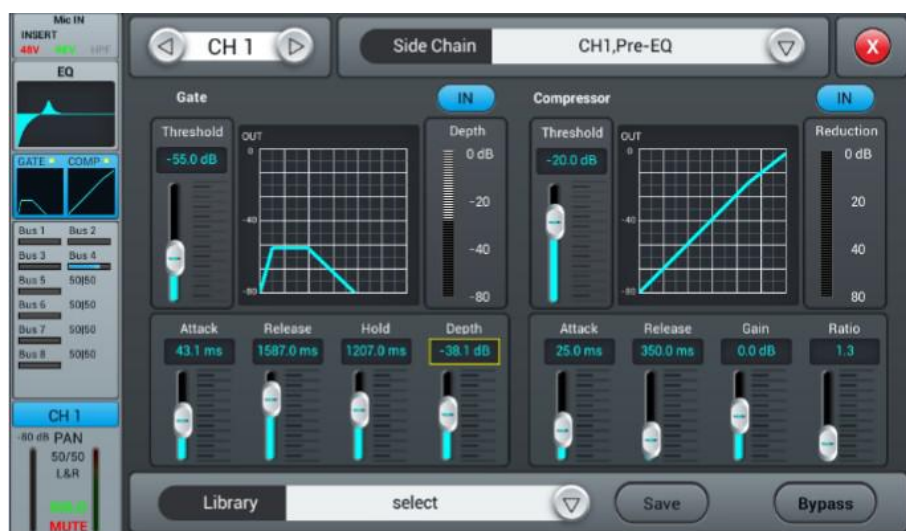 Mic IN
INSERT
48V REV HPF
EQ
GATE COMP
Bus 1 Bus 2
Bus 3 Bus 4
Bus 5 50|50
Bus 6 50|50
Bus 7 50|50
Bus 8 50|50
CH 1
-80 dB PAN
50/50
L&R
SOLO
MUTE
CH 1
Side Chain CH1,Pre-EQ
X
Gate IN
Threshold
-55.0 dB
OUT
0
-40
-80
Depth
0 dB
-20
-40
-80
Attack Release Hold Depth
43.1 ms 1587.0 ms 1207.0 ms -38.1 dB
Compressor IN
Threshold
-20.0 dB
OUT
0
-40
-80
Reduction
0 dB
20
40
80
Attack Release Gain Ratio
25.0 ms 350.0 ms 0.0 dB 1.3
Library select Save Bypass